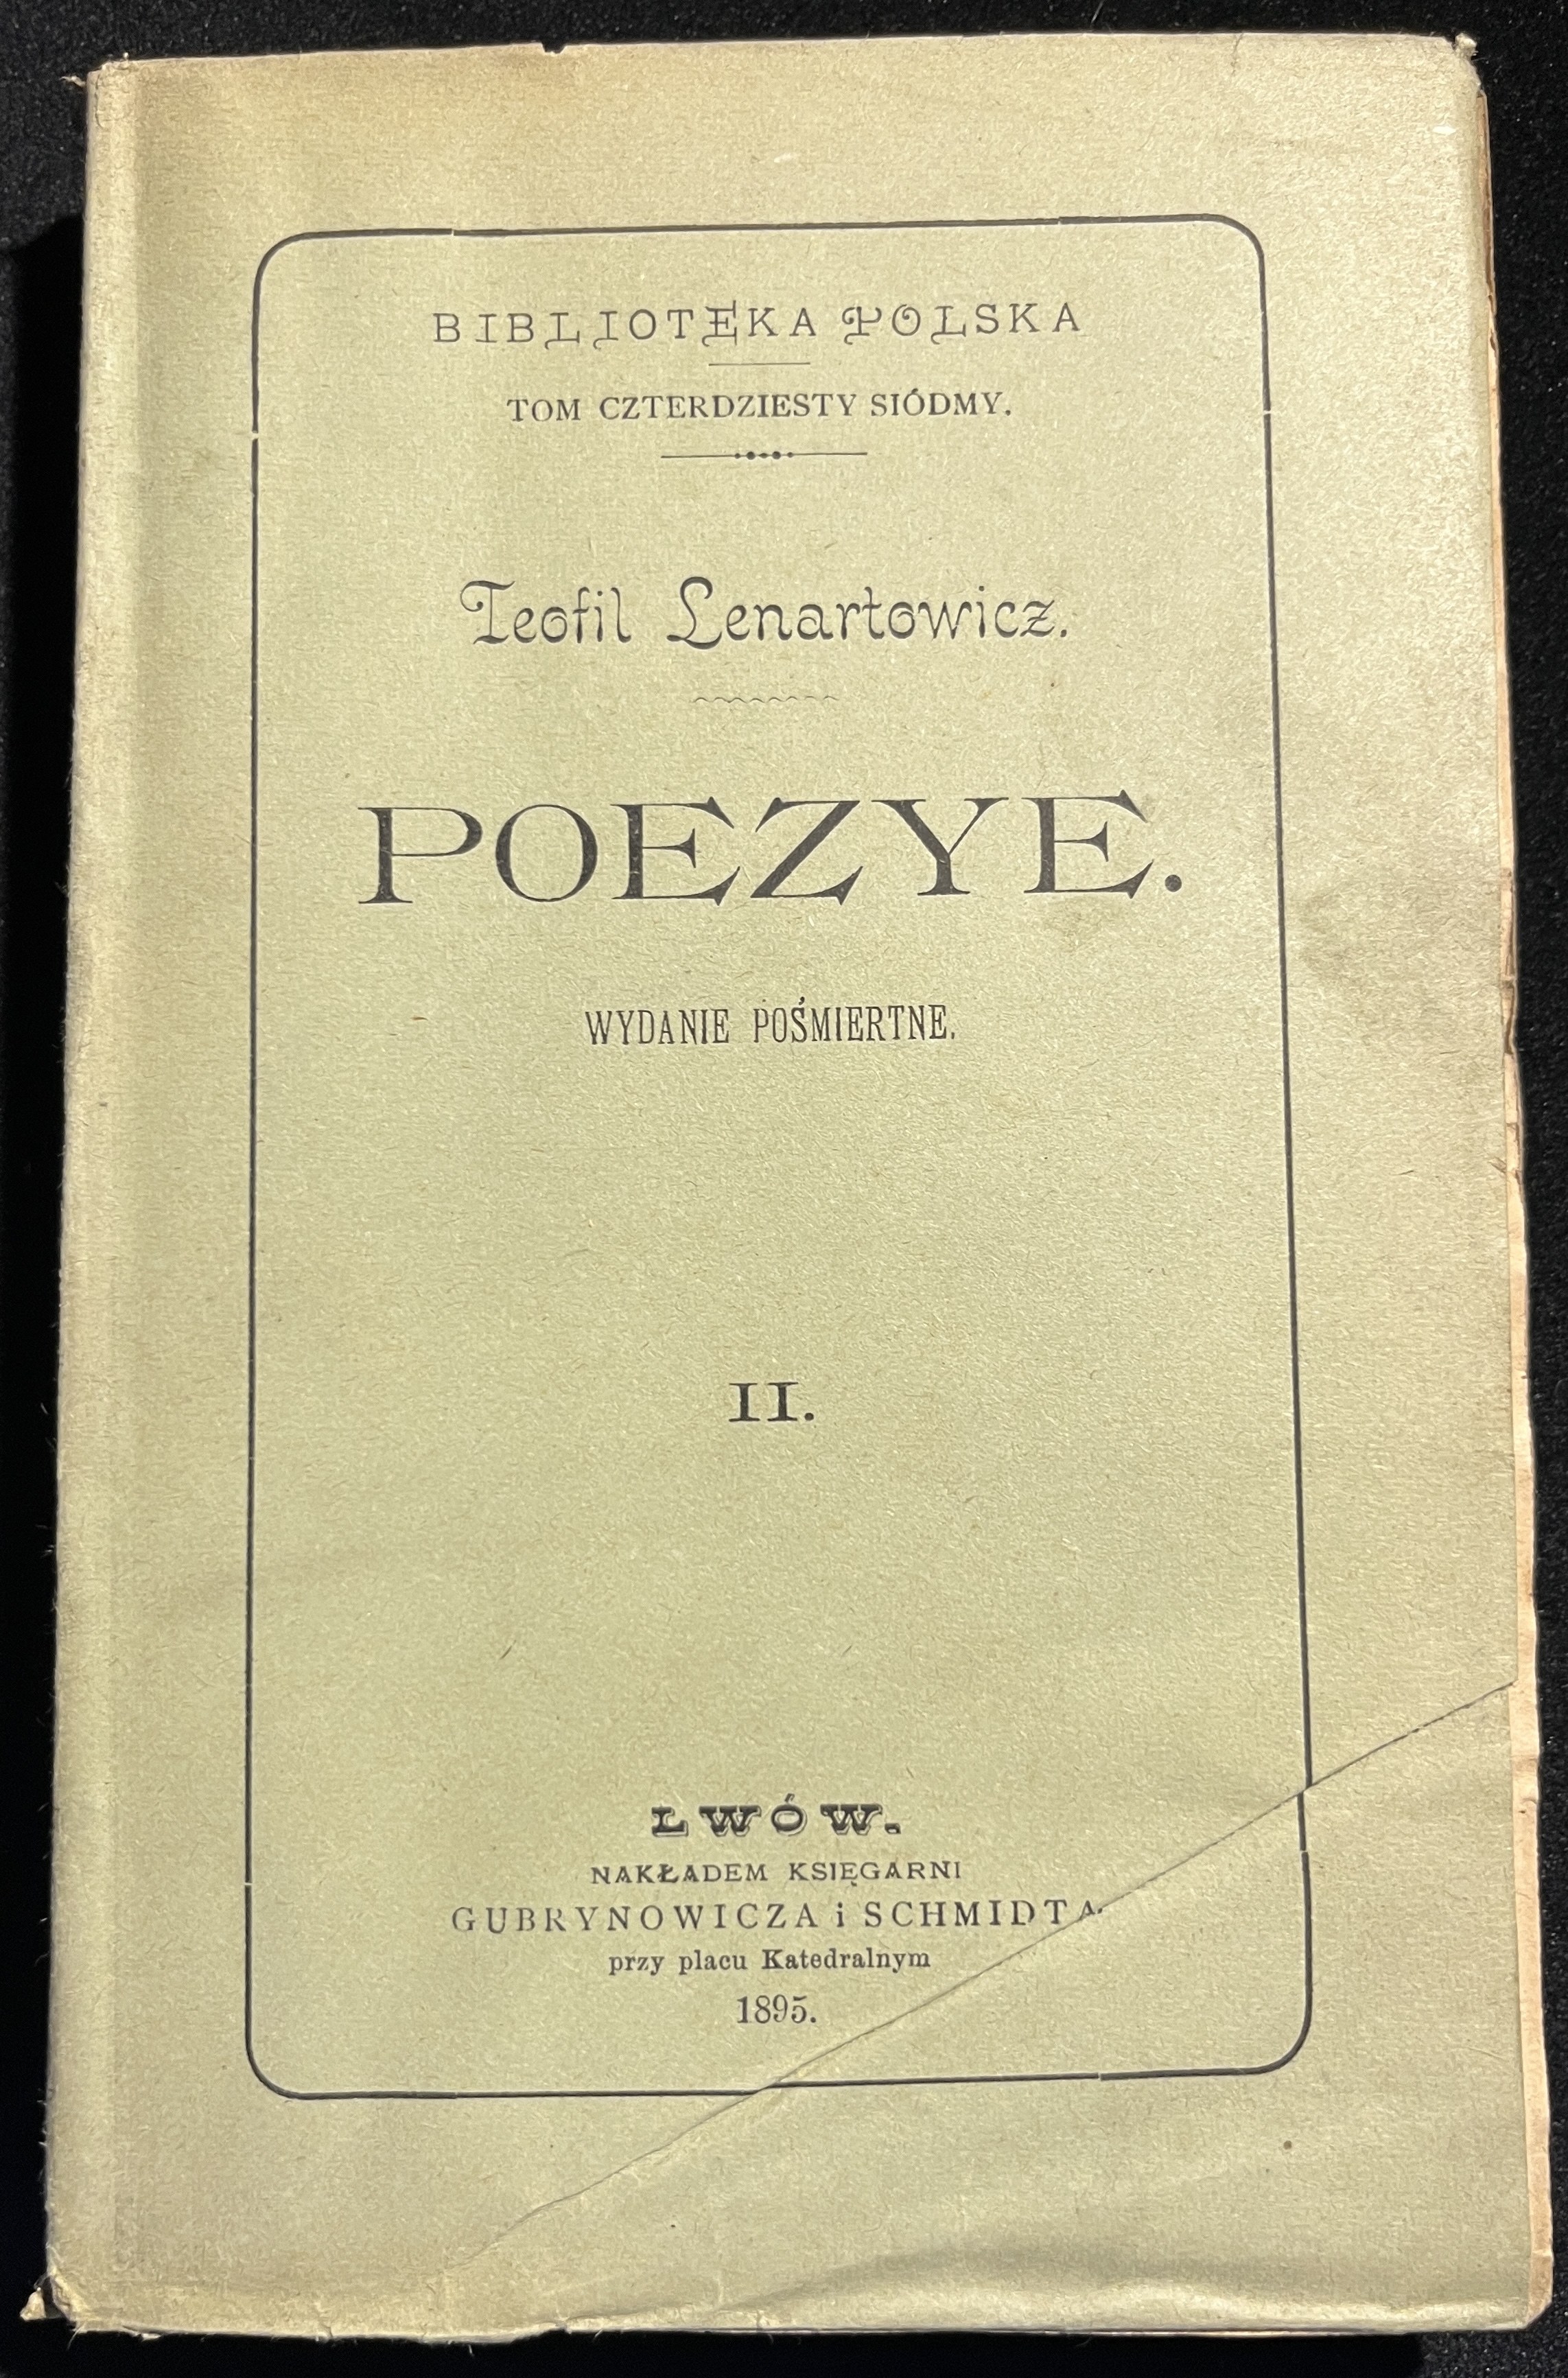 BIBLIOTEKA POLSKA
TOM CZTERDZIESTY SIÓDMY.
Teofil Lenartowicz.
POEZYE.
WYDANIE POŚMIERTNE.
II.
LWÓW.
NAKŁADEM KSIĘGARNI
GUBRYNOWICZA i SCHMIDTA
przy placu Katedralnym
1895.